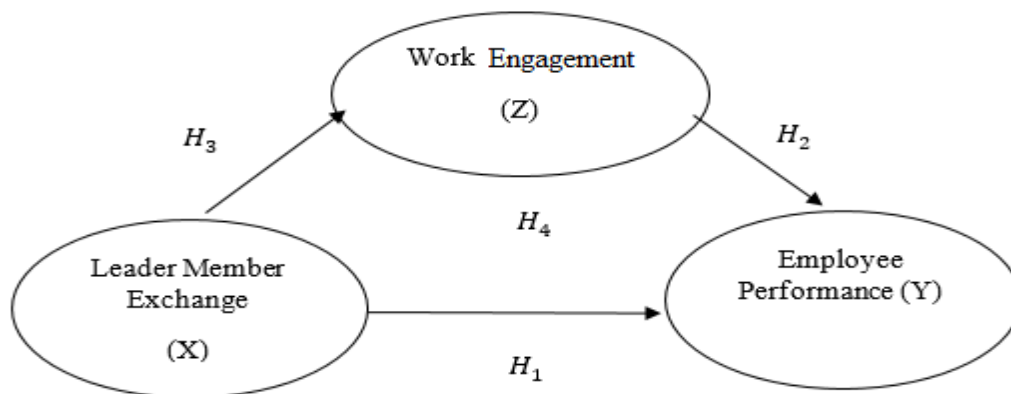 Work Engagement
(Z)
H₃
H₂
H₄
Leader Member
Exchange
(X)
Employee
Performance (Y)
H₁